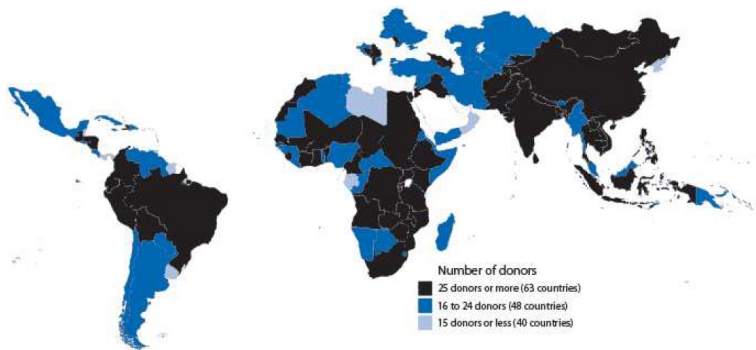 Number of donors
25 donors or more (63 countries)
16 to 24 donors (48 countries)
15 donors or less (40 countries)